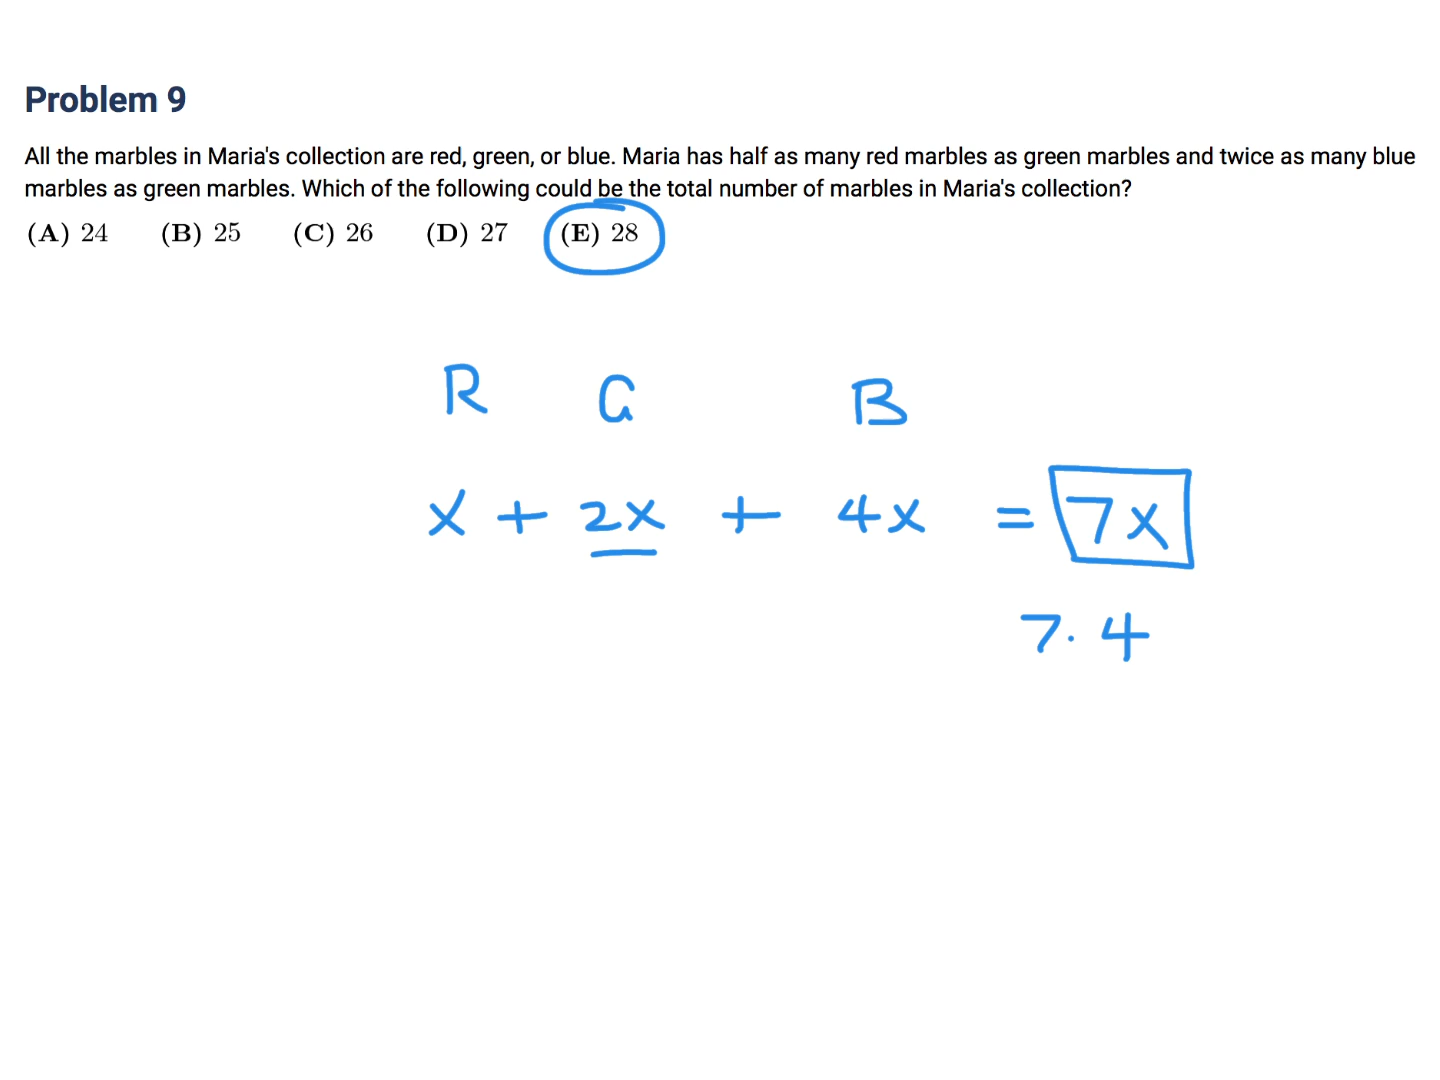 Problem 9
All the marbles in Maria's collection are red, green, or blue. Maria has half as many red marbles as green marbles and twice as many blue
marbles as green marbles. Which of the following could be the total number of marbles in Maria's collection?
(A) 24 (B) 25 (C) 26 (D) 27 (E) 28
R G B
x + 2x + 4x = 7x
7· 4